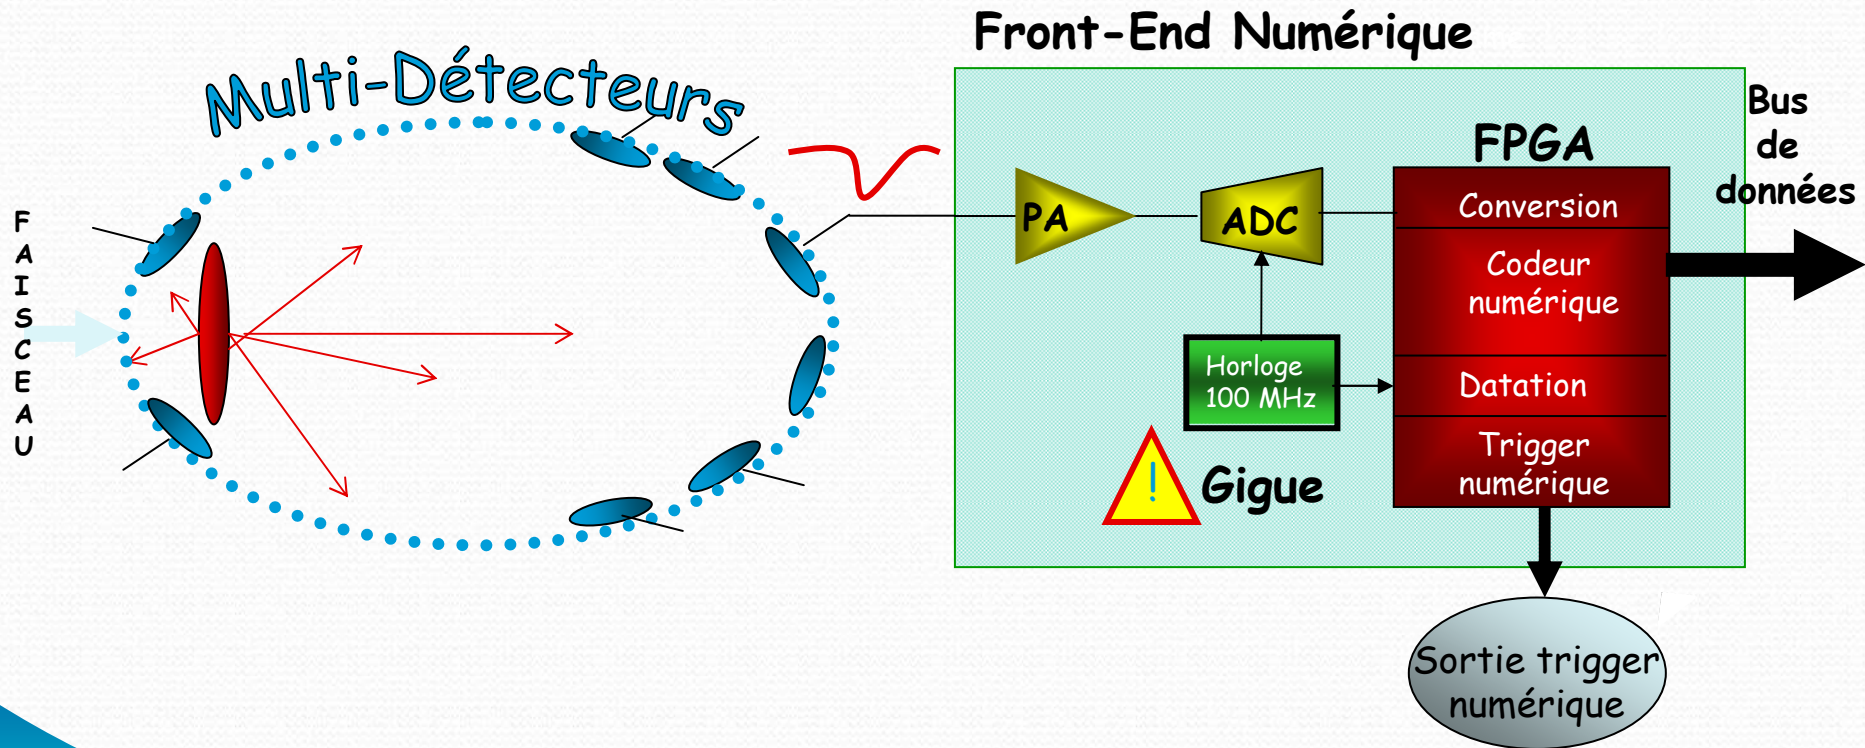 Front-End Numérique
Multi-Détecteurs
FAISCEAU
Bus
de
données
FPGA
PA
ADC
Conversion
Codeur
numérique
Horloge
100 MHz
Datation
Trigger
numérique
!
Gigue
Sortie trigger
numérique